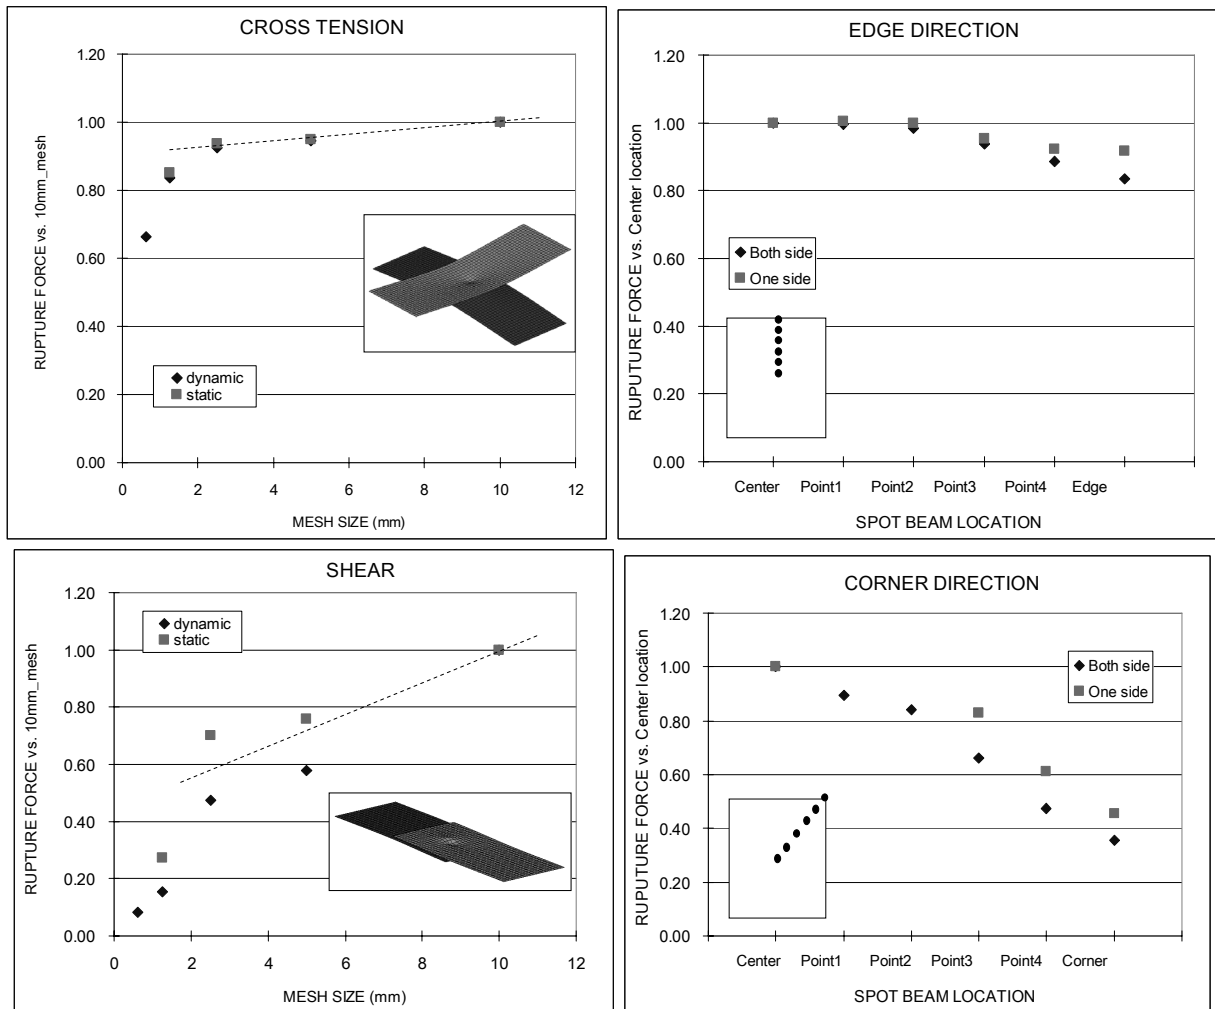 CROSS TENSION
RUPTURE FORCE vs. 10mm_mesh
1.20
1.00
0.80
0.60
0.40
0.20
0.00
dynamic
static
0 2 4 6 8 10 12
MESH SIZE (mm)
EDGE DIRECTION
RUPUTURE FORCE vs. Center location
1.20
1.00
0.80
0.60
0.40
0.20
0.00
Both side
One side
Center Point1 Point2 Point3 Point4 Edge
SPOT BEAM LOCATION
SHEAR
RUPTURE FORCE vs. 10mm_mesh
1.20
1.00
0.80
0.60
0.40
0.20
0.00
dynamic
static
0 2 4 6 8 10 12
MESH SIZE (mm)
CORNER DIRECTION
RUPUTURE FORCE vs. Center location
1.20
1.00
0.80
0.60
0.40
0.20
0.00
Both side
One side
Center Point1 Point2 Point3 Point4 Corner
SPOT BEAM LOCATION